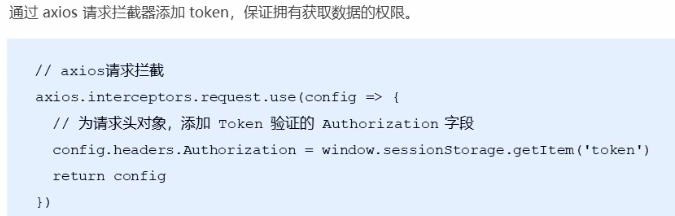 通过 axios 请求拦截器添加 token，保证拥有获取数据的权限。
// axios请求拦截
axios.interceptors.request.use(config => {
// 为请求头对象，添加 Token 验证的 Authorization 字段
config.headers.Authorization = window.sessionStorage.getItem('token')
return config
})